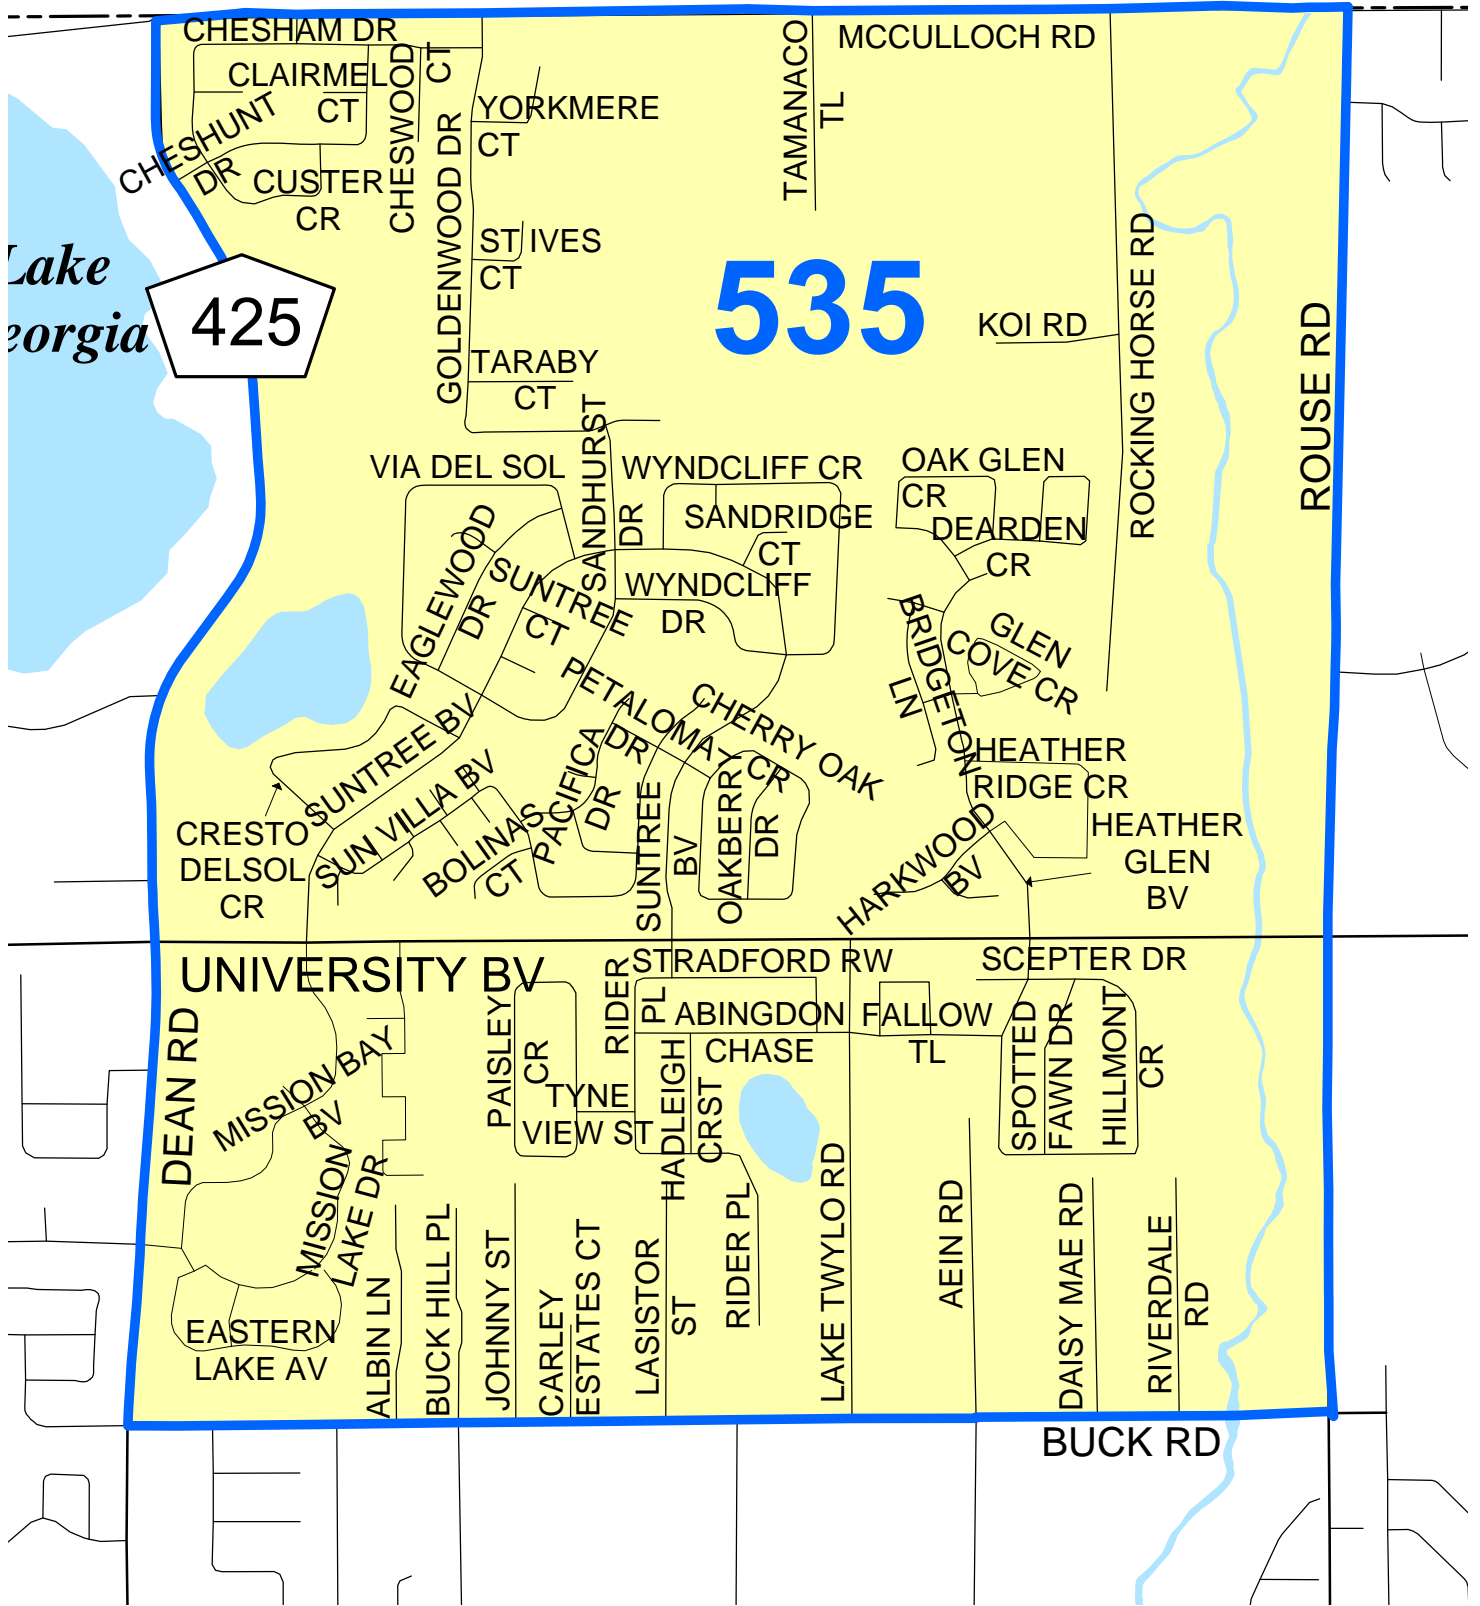 CHESHAM DR
MCCULLOCH RD
CLAIRMEL
CT
CHESWOOD
CT
CHESHUNT
DR
CUSTER
CR
GOLDENWOOD DR
YORKMERE
CT
TAMANACO
TL
ST IVES
CT
Lake
eorgia
425
535
KOI RD
ROCKING HORSE RD
ROUSE RD
TARABY
CT
SANDHURST
DR
VIA DEL SOL
WYNDCLIFF CR
OAK GLEN
CR
SANDRIDGE
CT
DEARDEN
CR
EAGLEWOOD
DR
SUNTREE
CT
WYNDCLIFF
DR
BRIDGETON
LN
GLEN
COVE CR
PETALOMA
DR
CR
CHERRY OAK
SUNTREE BV
SUN VILLA BV
PACIFICA
DR
HEATHER
RIDGE CR
CRESTO
DELSOL
CR
BOLINAS
CT
SUNTREE
BV
OAKBERRY
DR
HARKWOOD
BV
HEATHER
GLEN
BV
UNIVERSITY BV
STRADFORD RW
SCEPTER DR
RIDER
PL
ABINGDON
CHASE
FALLOW
TL
DEAN RD
MISSION BAY
BV
PAISLEY
CR
TYNE
VIEW ST
HADLEIGH
CRST
SPOTTED
FAWN DR
HILLMONT
CR
MISSION
LAKE DR
EASTERN
LAKE AV
ALBIN LN
BUCK HILL PL
JOHNNY ST
CARLEY
ESTATES CT
LASISTOR
ST
RIDER PL
LAKE TWYLO RD
AEIN RD
DAISY MAE RD
RIVERDALE
RD
BUCK RD